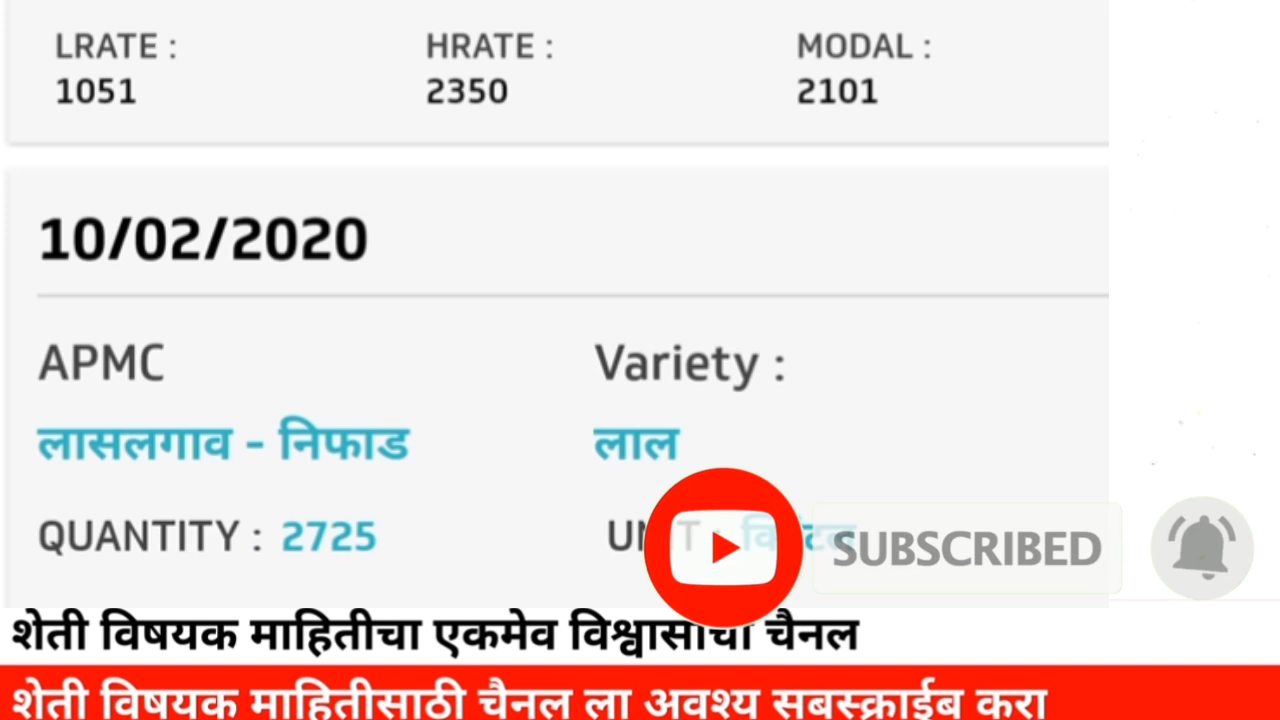 LRATE : HRATE : MODAL :
1051 2350 2101
10/02/2020
APMC Variety :
लासलगाव - निफाड लाल
QUANTITY : 2725
SUBSCRIBED
शेती विषयक माहितीचा एकमेव विश्वासाचा चैनल
शेती विषयक माहितीसाठी चैनल ला अवश्य सबस्क्राईब करा